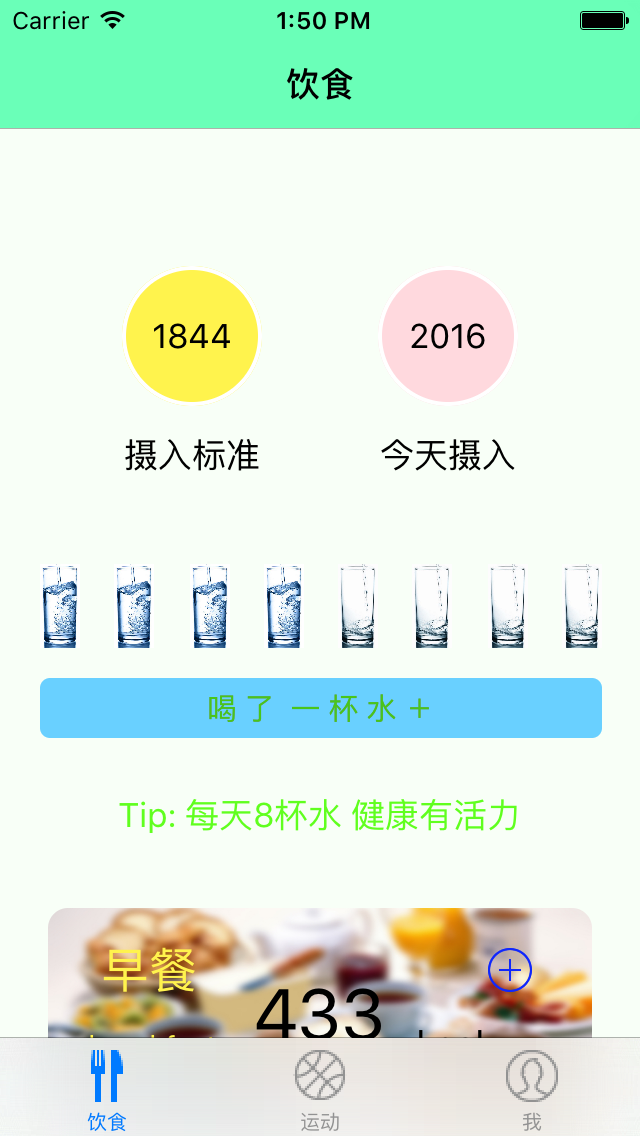 Carrier 1:50 PM
饮食
1844 2016
摄入标准 今天摄入
喝了 一杯水 +
Tip: 每天8杯水 健康有活力
早餐
433
饮食 运动 我